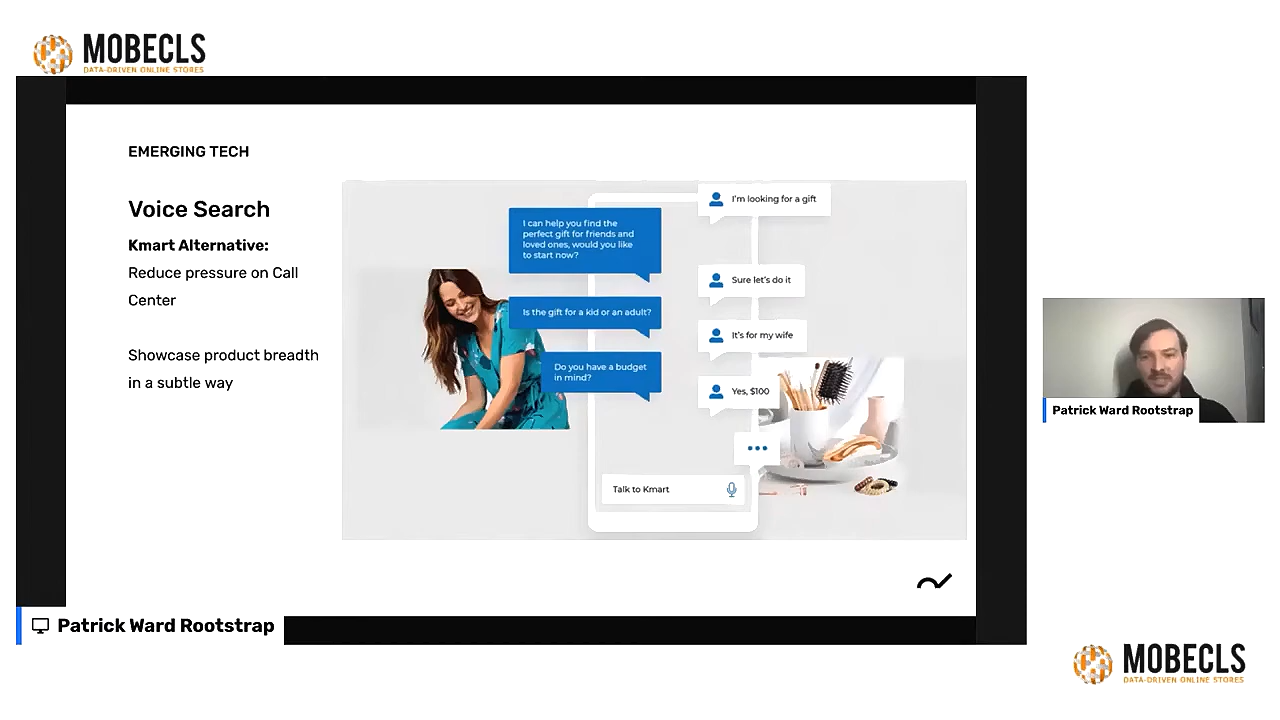 MOBECLS
DATA-DRIVEN ONLINE STORES
EMERGING TECH
Voice Search
Kmart Alternative:
Reduce pressure on Call
Center
Showcase product breadth
in a subtle way
I'm looking for a gift
I can help you find the
perfect gift for friends and
loved ones, would you like
to start now?
Sure let's do it
Is the gift for a kid or an adult?
It's for my wife
Do you have a budget
in mind?
Yes, $100
Talk to Kmart
Patrick Ward Rootstrap
Patrick Ward Rootstrap
MOBECLS
DATA-DRIVEN ONLINE STORES